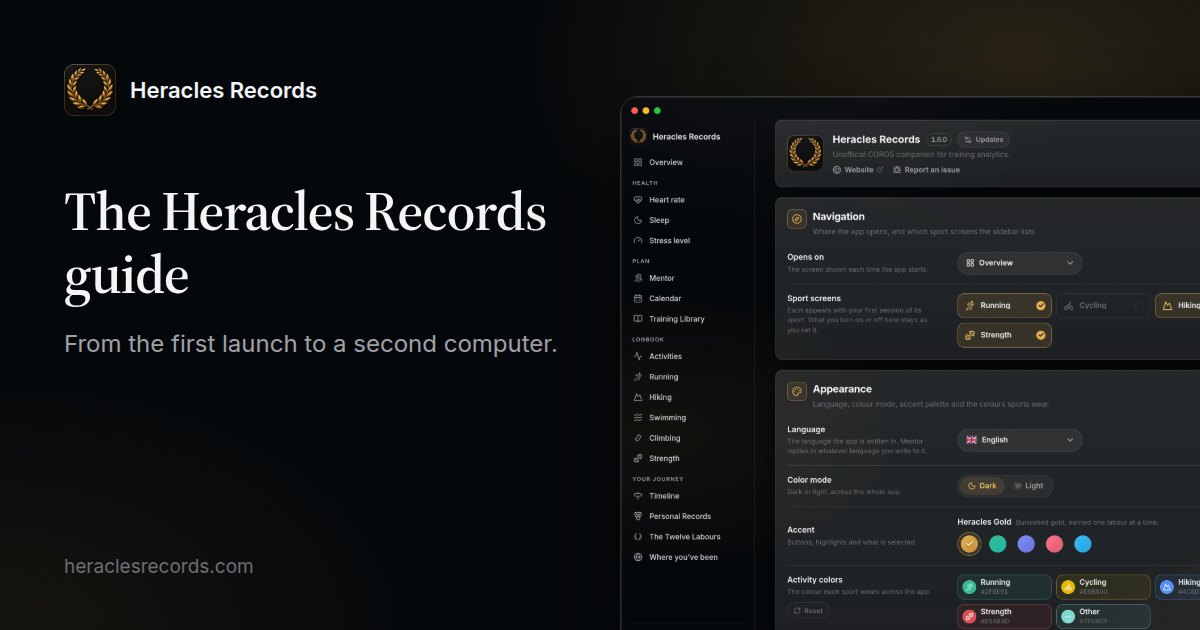 Heracles Records
The Heracles Records
guide
From the first launch to a second computer.
heraclesrecords.com
Heracles Records
Overview
HEALTH
Heart rate
Sleep
Stress level
PLAN
Mentor
Calendar
Training Library
LOGBOOK
Activities
Running
Hiking
Swimming
Climbing
Strength
YOUR JOURNEY
Timeline
Personal Records
The Twelve Labours
Where you've been
Heracles Records 1.6.0 Updates
Unofficial COROS companion for training analytics.
Website Report an issue
Navigation
Where the app opens, and which sport screens the sidebar lists.
Opens on
The screen shown each time the app starts.
Overview
Sport screens
Each appears with your first session of its
sport. What you turn on or off here stays as
you set it.
Running Cycling Hiking
Strength
Appearance
Language, colour mode, accent palette and the colours sports wear.
Language
The language the app is written in. Mentor
replies in whatever language you write to it.
English
Color mode
Dark or light, across the whole app.
Dark Light
Accent
Buttons, highlights and what is selected.
Heracles Gold Burnished gold, earned one labour at a time.
Activity colors
The colour each sport wears across the app.
Reset
Running Cycling Hiking
Strength Other